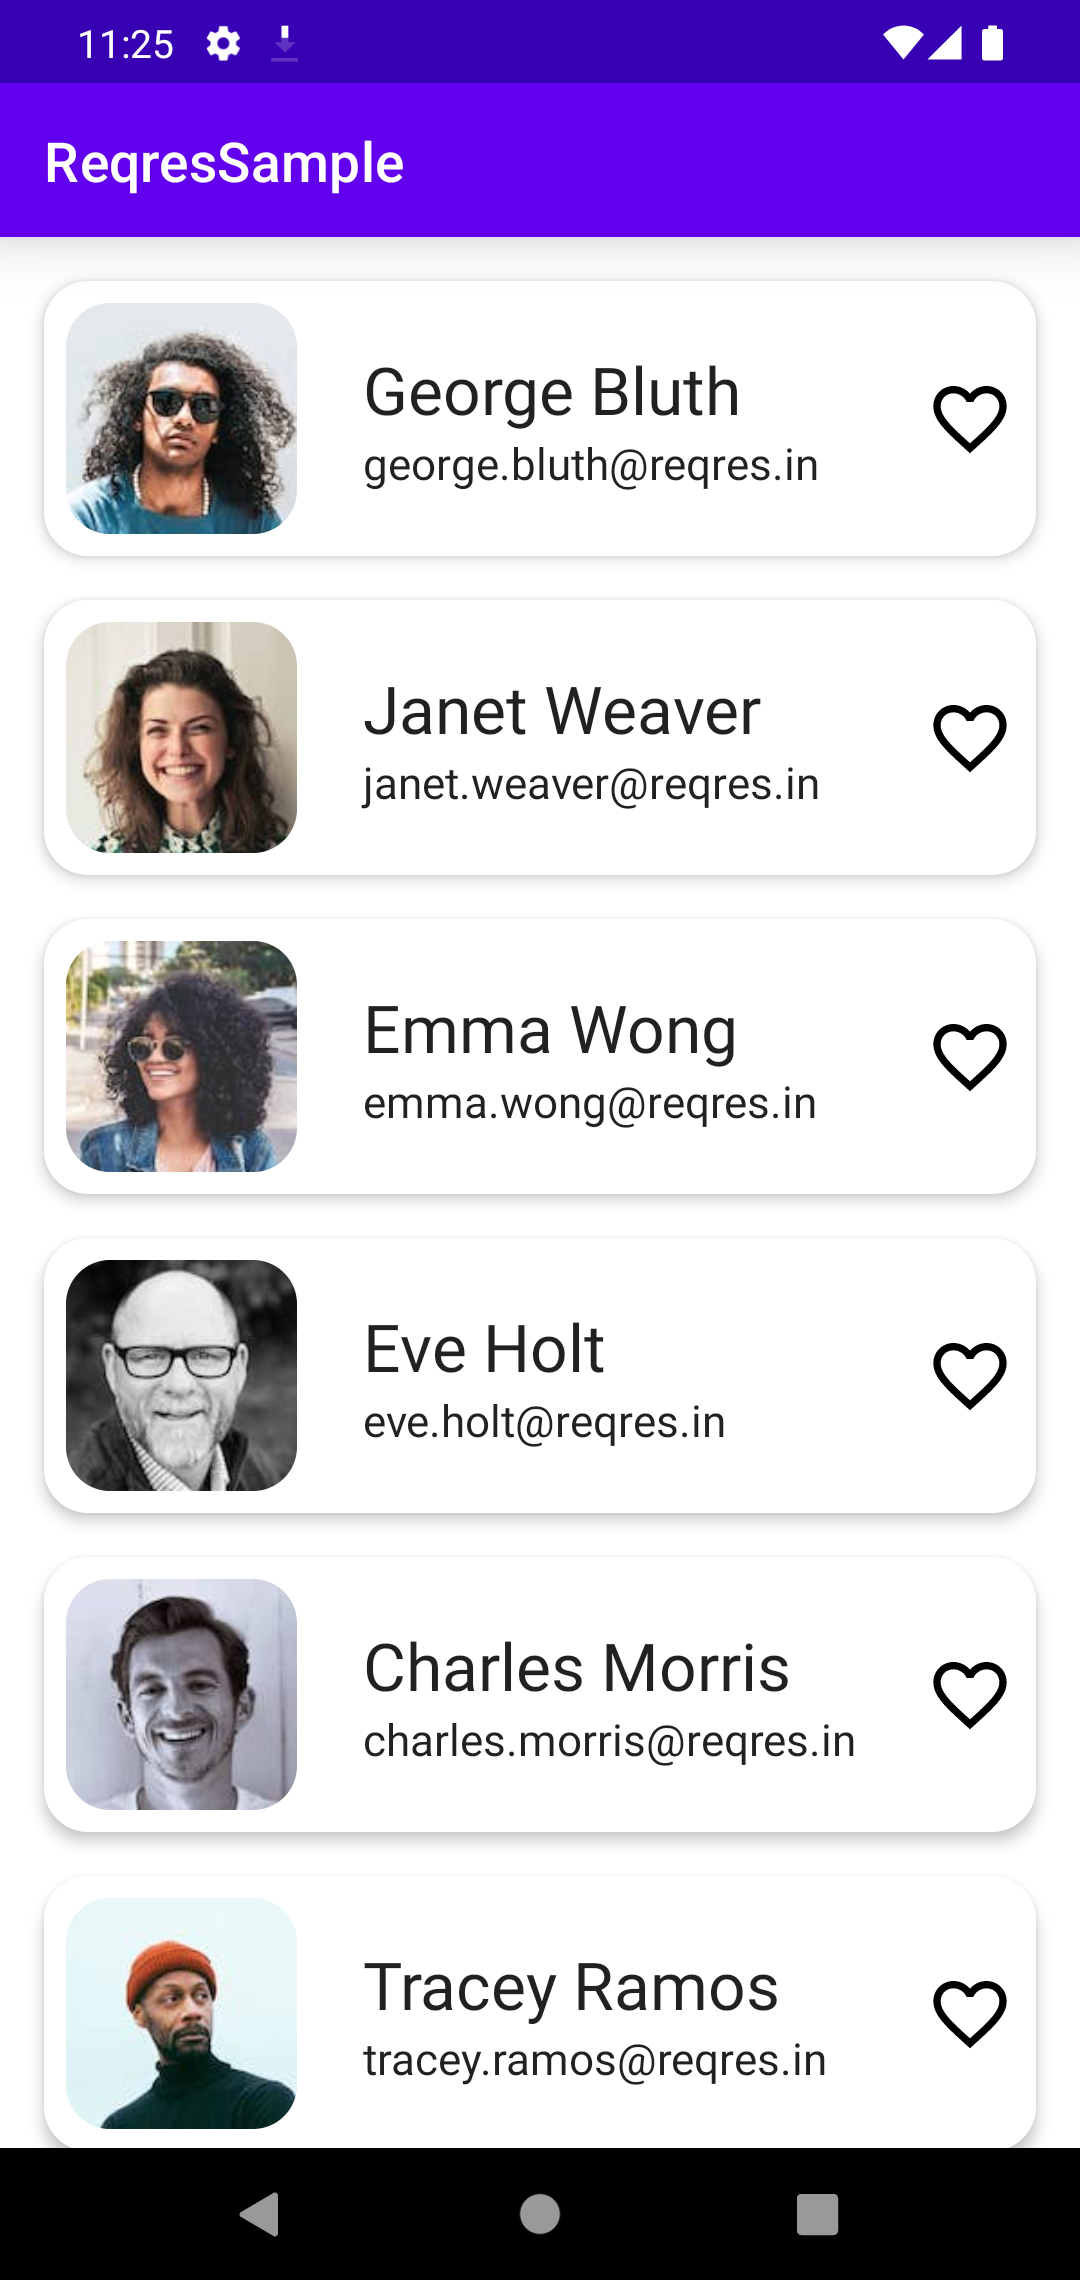 11:25
ReqresSample
George Bluth
george.bluth@reqres.in
Janet Weaver
janet.weaver@reqres.in
Emma Wong
emma.wong@reqres.in
Eve Holt
eve.holt@reqres.in
Charles Morris
charles.morris@reqres.in
Tracey Ramos
tracey.ramos@reqres.in